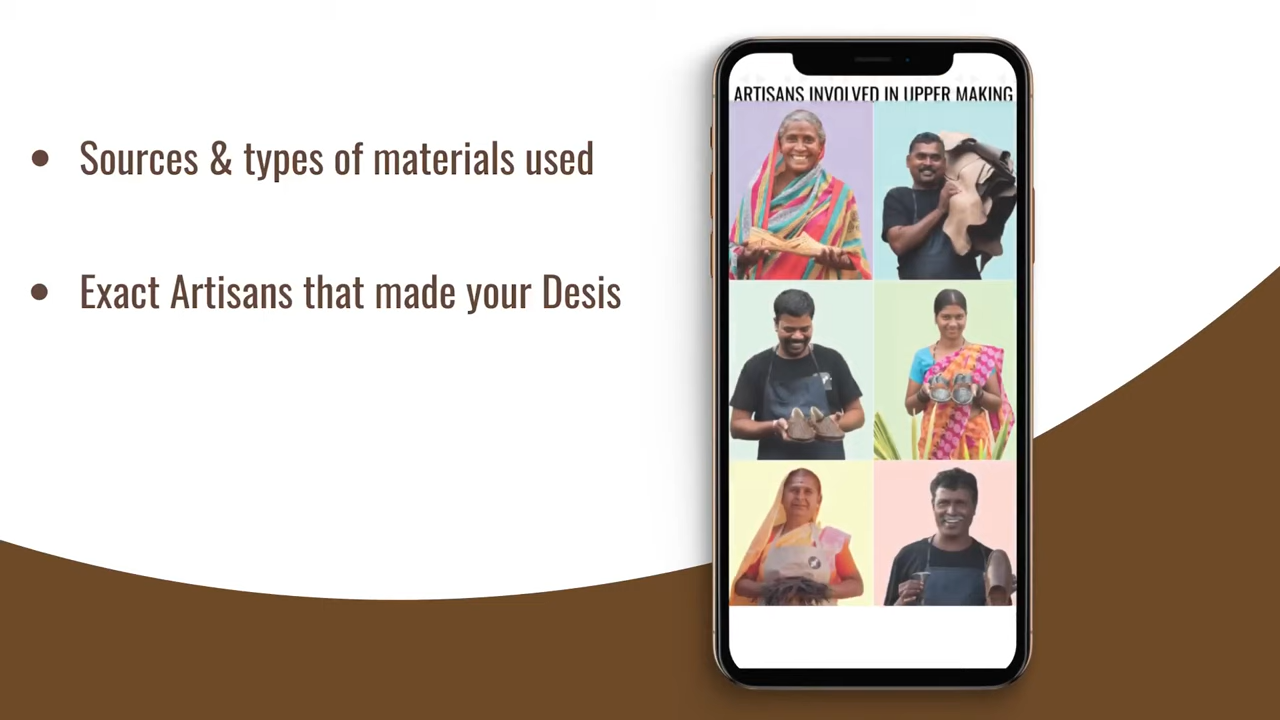 Sources & types of materials used
Exact Artisans that made your Desis
ARTISANS INVOLVED IN UPPER MAKING